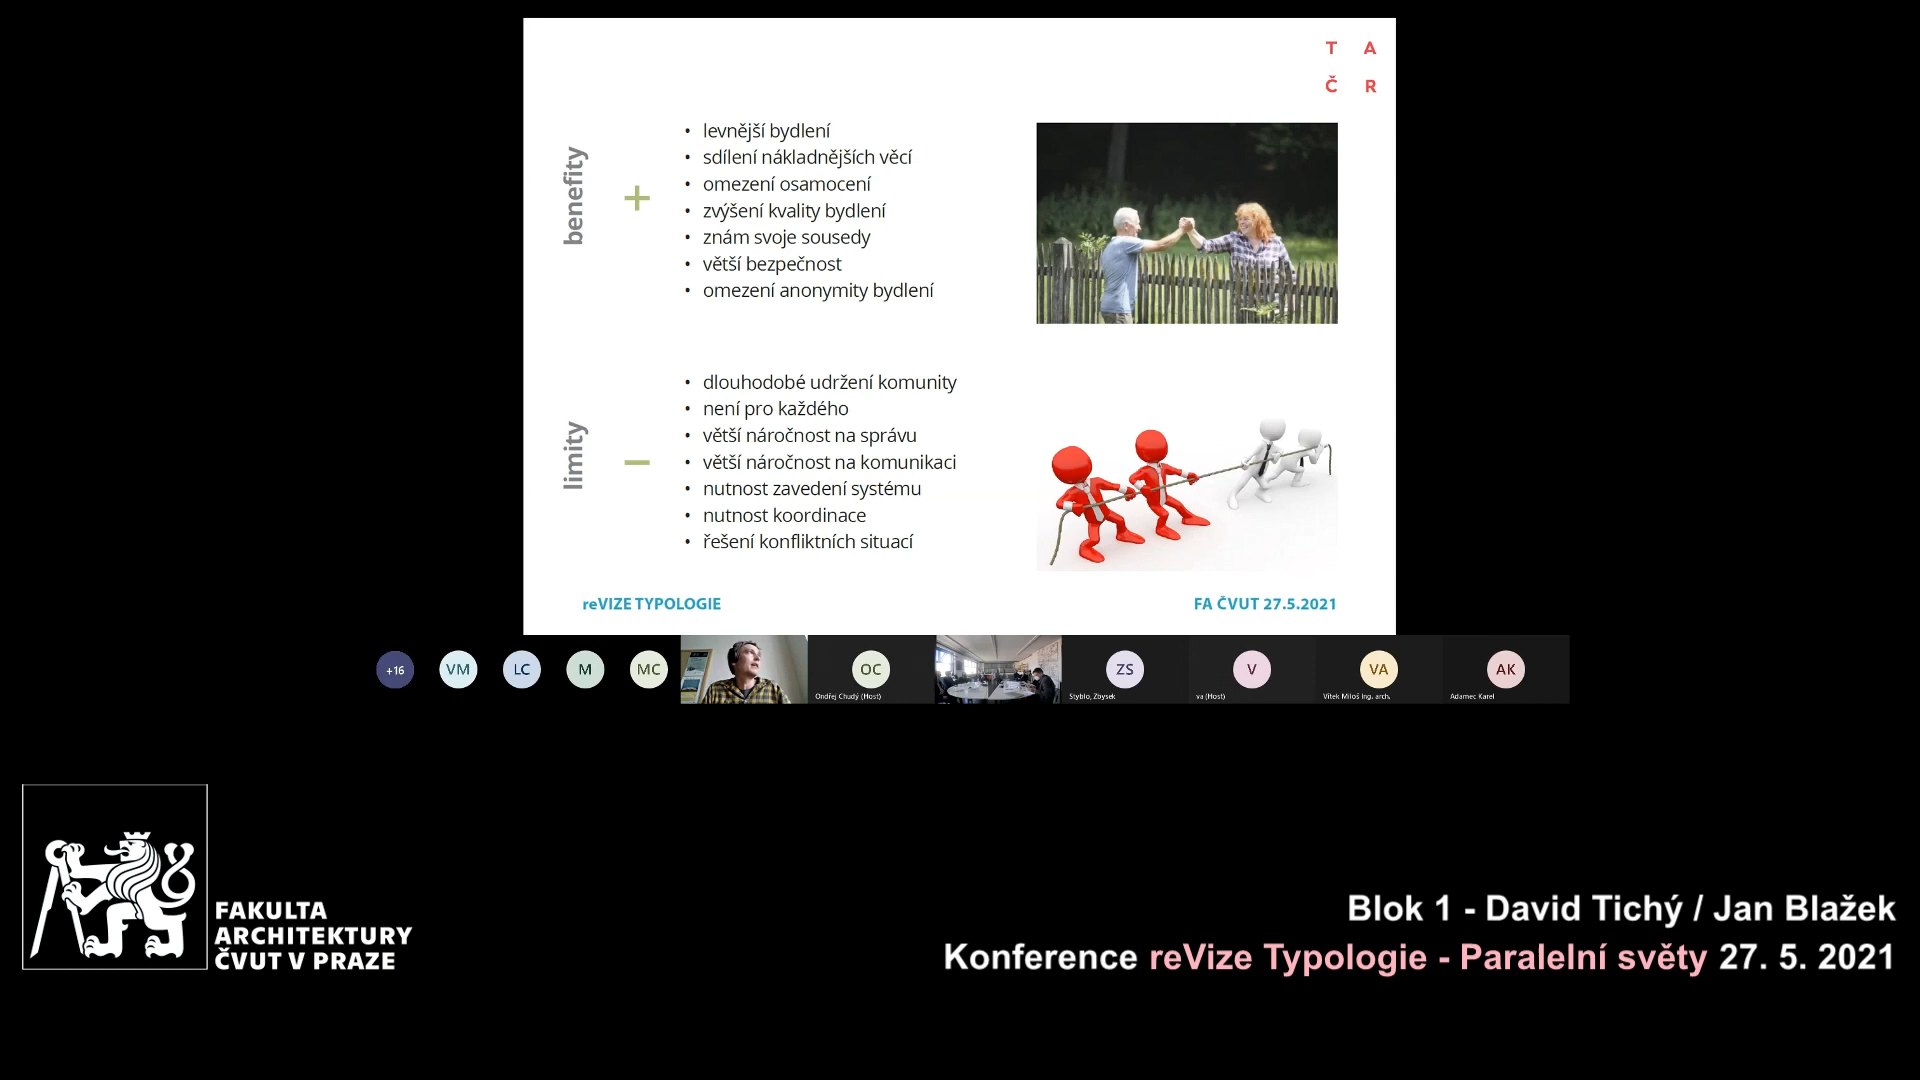 T A
Č R
benefity
+
• levnější bydlení
• sdílení nákladnějších věcí
• omezení osamocení
• zvýšení kvality bydlení
• znám svoje sousedy
• větší bezpečnost
• omezení anonymity bydlení
limity
–
• dlouhodobé udržení komunity
• není pro každého
• větší náročnost na správu
• větší náročnost na komunikaci
• nutnost zavedení systému
• nutnost koordinace
• řešení konfliktních situací
reVIZE TYPOLOGIE
FA ČVUT 27.5.2021
+16
VM
LC
M
MC
OC
Ondřej Chudý (Host)
ZS
Styblo, Zbysek
V
va (Host)
VA
Vítek Miloš Ing. arch.
AK
Adamec Karel
FAKULTA
ARCHITEKTURY
ČVUT V PRAZE
Blok 1 - David Tichý / Jan Blažek
Konference reVize Typologie - Paralelní světy 27. 5. 2021